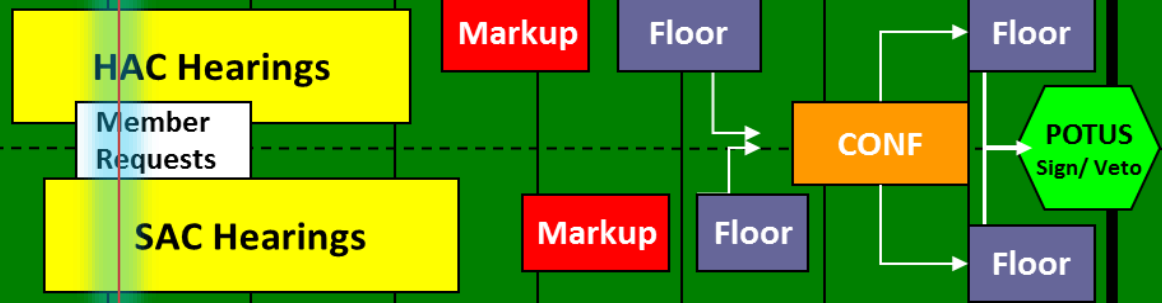 HAC Hearings
Member
Requests
SAC Hearings
Markup
Floor
Markup
Floor
CONF
Floor
Floor
POTUS
Sign/ Veto